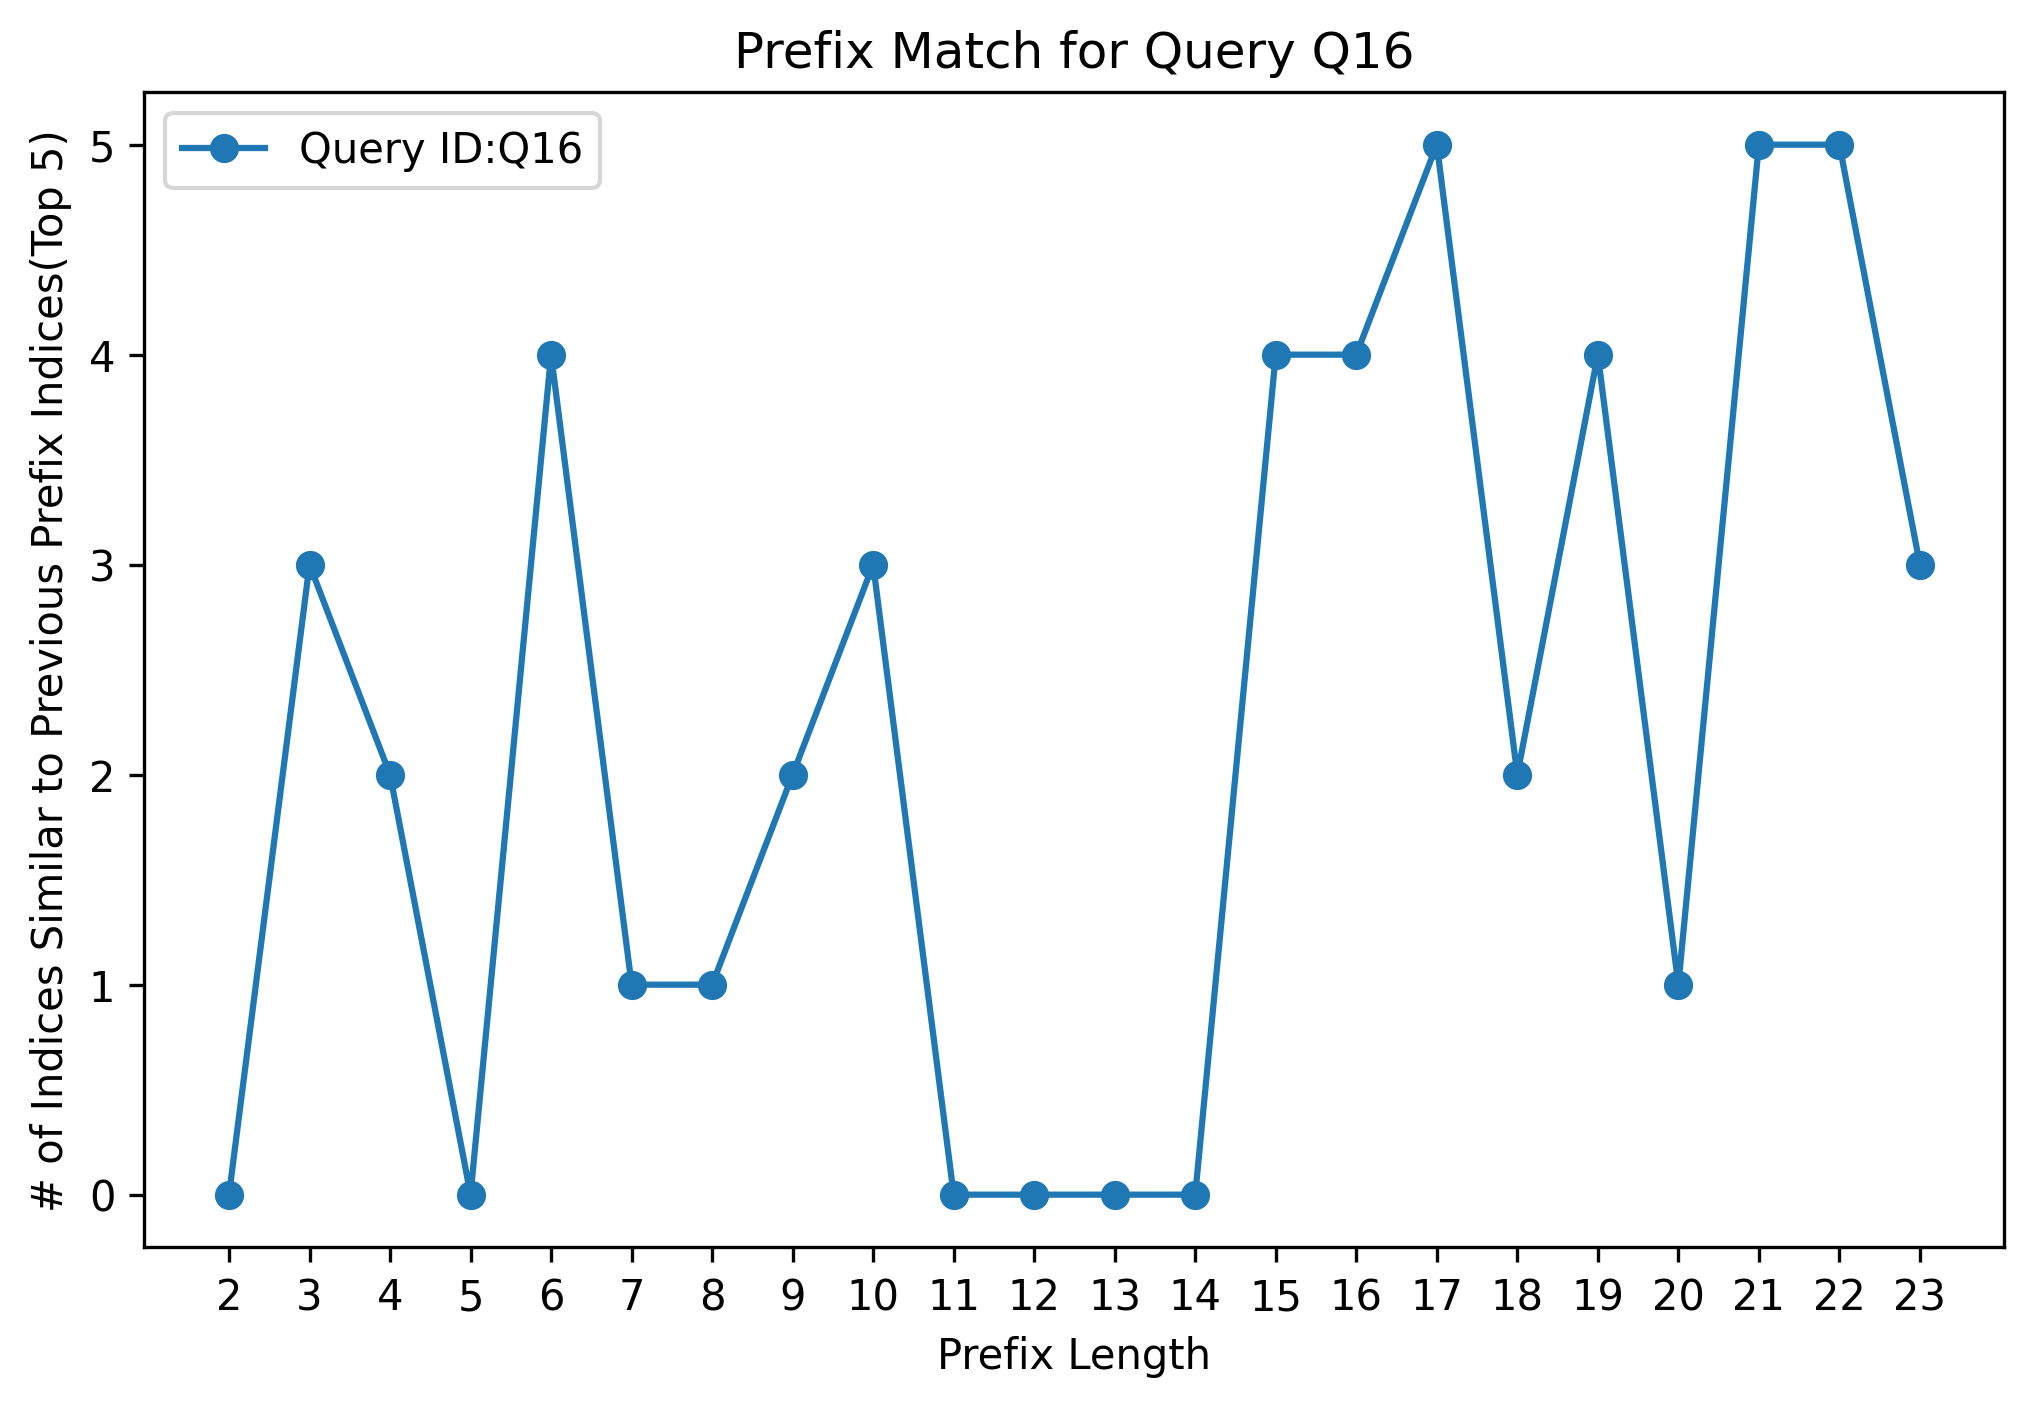 Prefix Match for Query Q16
Query ID:Q16
# of Indices Similar to Previous Prefix Indices(Top 5)
5
4
3
2
1
0
2 3 4 5 6 7 8 9 10 11 12 13 14 15 16 17 18 19 20 21 22 23
Prefix Length